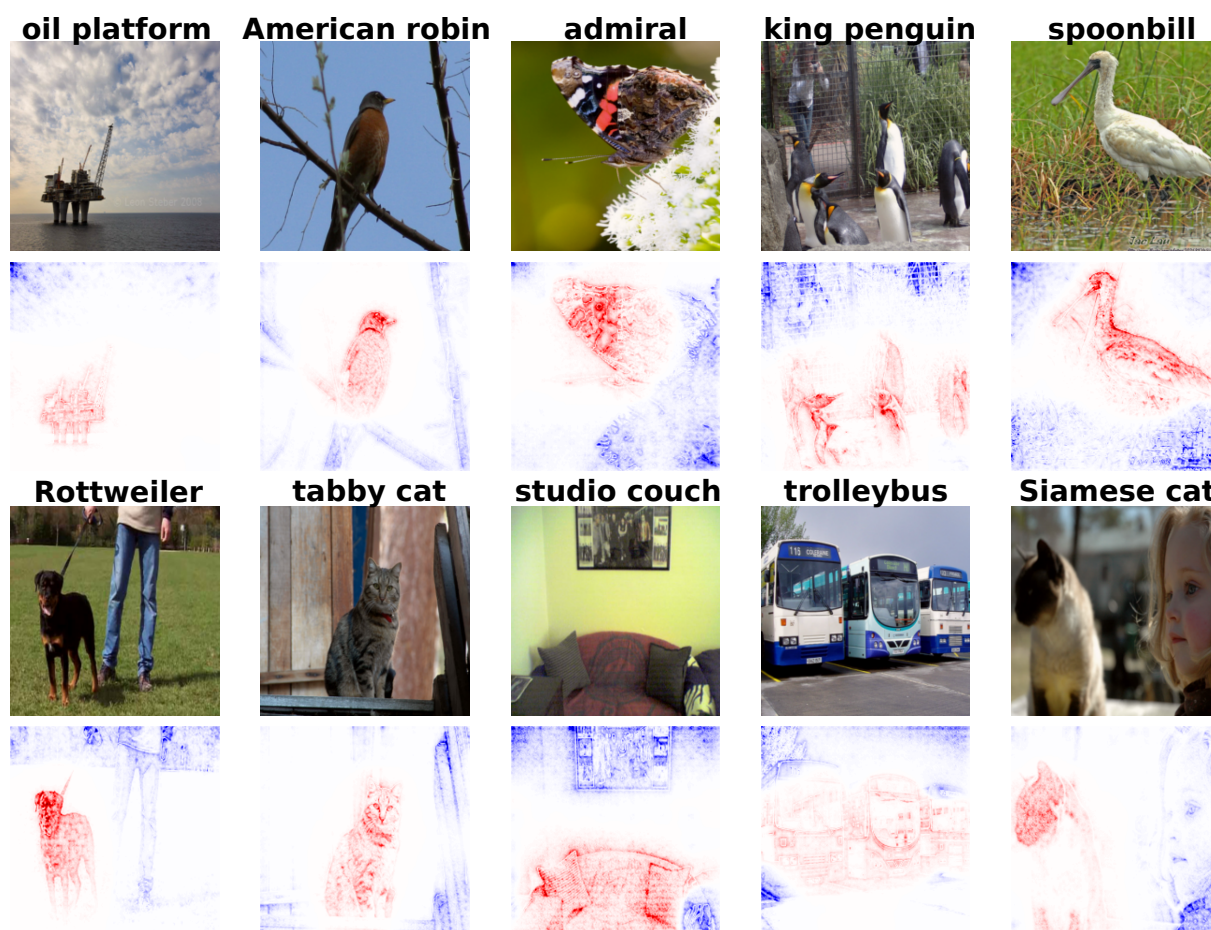 oil platform
American robin
admiral
king penguin
spoonbill
Rottweiler
tabby cat
studio couch
trolleybus
Siamese cat